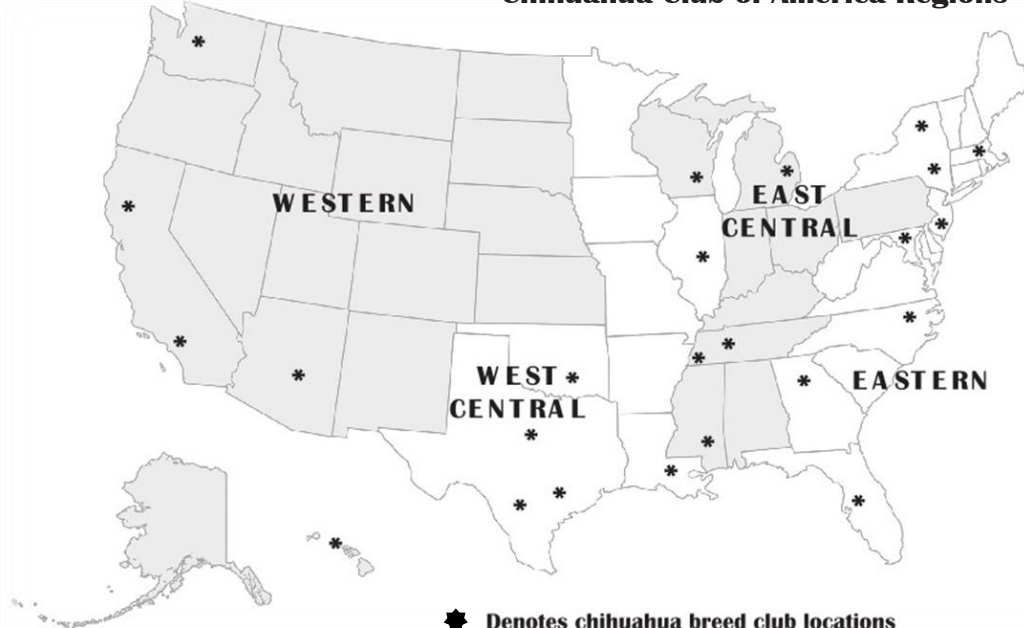 Chihuahua Club of America Regions
WESTERN
EAST
CENTRAL
WEST
CENTRAL
EASTERN
Denotes chihuahua breed club locations